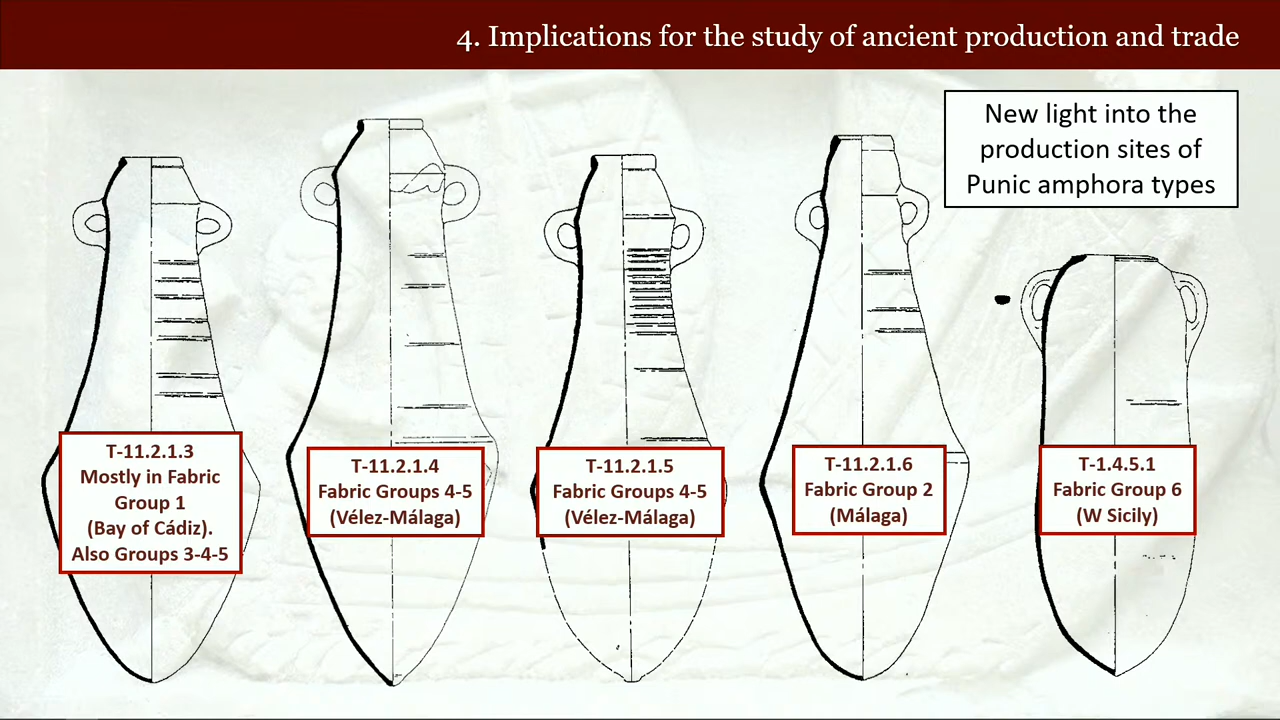 4. Implications for the study of ancient production and trade
New light into the
production sites of
Punic amphora types
T-11.2.1.3
Mostly in Fabric
Group 1
(Bay of Cádiz).
Also Groups 3-4-5
T-11.2.1.4
Fabric Groups 4-5
(Vélez-Málaga)
T-11.2.1.5
Fabric Groups 4-5
(Vélez-Málaga)
T-11.2.1.6
Fabric Group 2
(Málaga)
T-1.4.5.1
Fabric Group 6
(W Sicily)